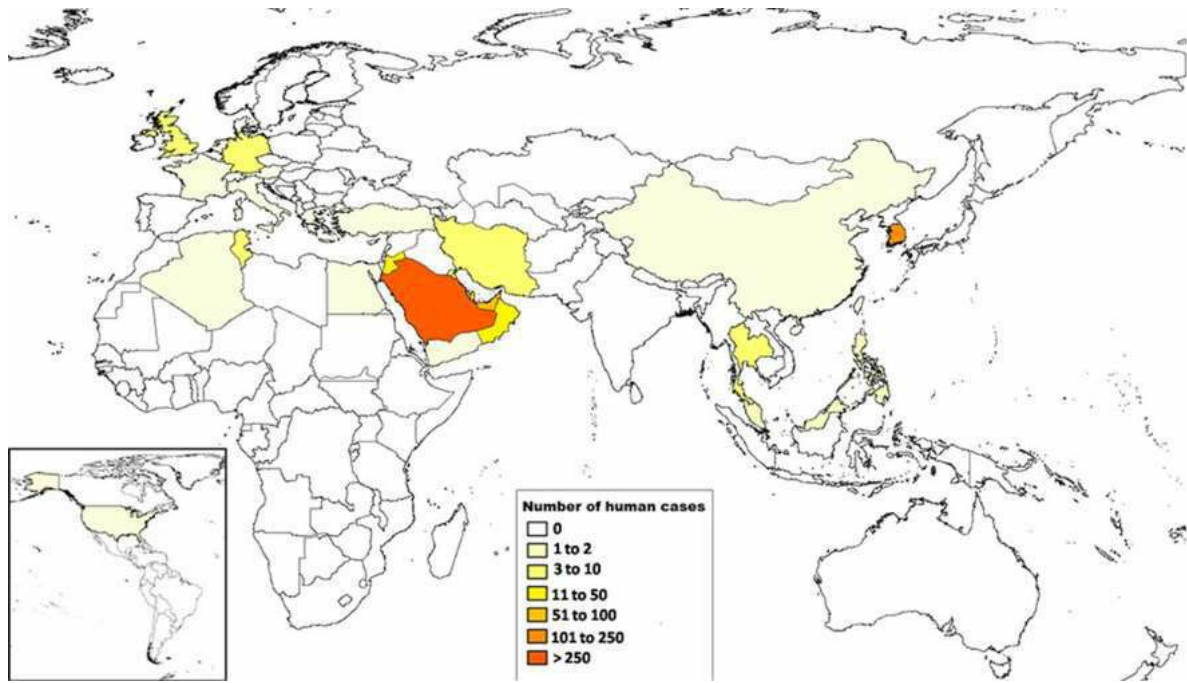 Number of human cases
0
1 to 2
3 to 10
11 to 50
51 to 100
101 to 250
> 250